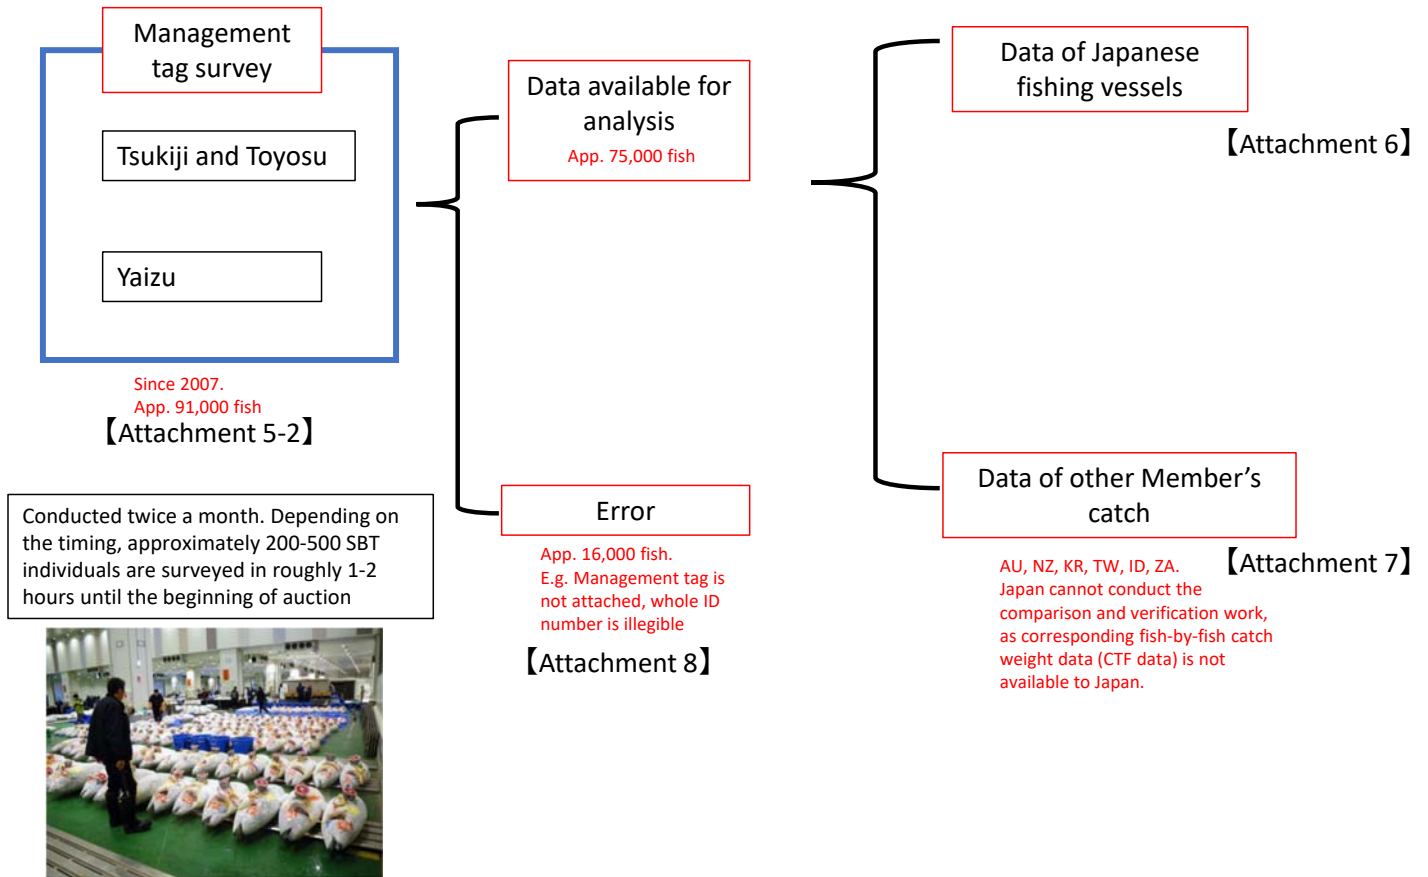 Management
tag survey
Tsukiji and Toyosu
Yaizu
Since 2007.
App. 91,000 fish
【Attachment 5-2】
Conducted twice a month. Depending on
the timing, approximately 200-500 SBT
individuals are surveyed in roughly 1-2
hours until the beginning of auction
Data available for
analysis
App. 75,000 fish
Error
App. 16,000 fish.
E.g. Management tag is
not attached, whole ID
number is illegible
【Attachment 8】
Data of Japanese
fishing vessels
【Attachment 6】
Data of other Member’s
catch
【Attachment 7】
AU, NZ, KR, TW, ID, ZA.
Japan cannot conduct the
comparison and verification work,
as corresponding fish-by-fish catch
weight data (CTF data) is not
available to Japan.